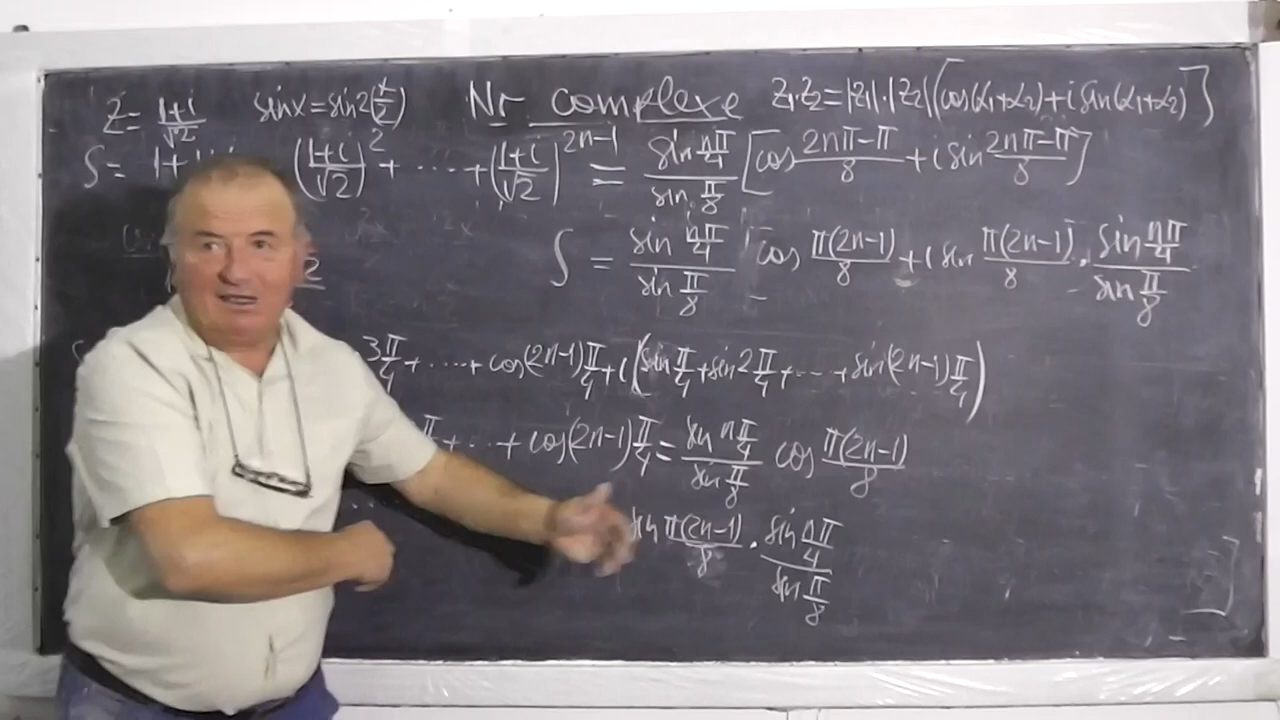 Z = 1+i/√2   sinx = sin2(x/2)   Nr complexe   Z₁·Z₂ = |Z₁|·|Z₂|(cos(α₁+α₂)+i sin(α₁+α₂)]
S = 1 + (1+i/√2)² + ..... + (1+i/√2)^2n-1 = sin nπ/4 / sin π/8 [cos 2nπ-π/8 + i sin 2nπ-π/8]
S = sin nπ/4 / sin π/8 cos π(2n-1)/8 + i sin π(2n-1)/8 · sin nπ/4 / sin π/8
3π/4 + ..... + cos(2n-1)π/4 + i(sin π/4 + sin 2π/4 + ... + sin(2n-1)π/4)
π + ... + cos(2n-1)π/4 = sin nπ/4 / sin π/8 cos π(2n-1)/8
sin π(2n-1)/8 · sin nπ/4 / sin π/8